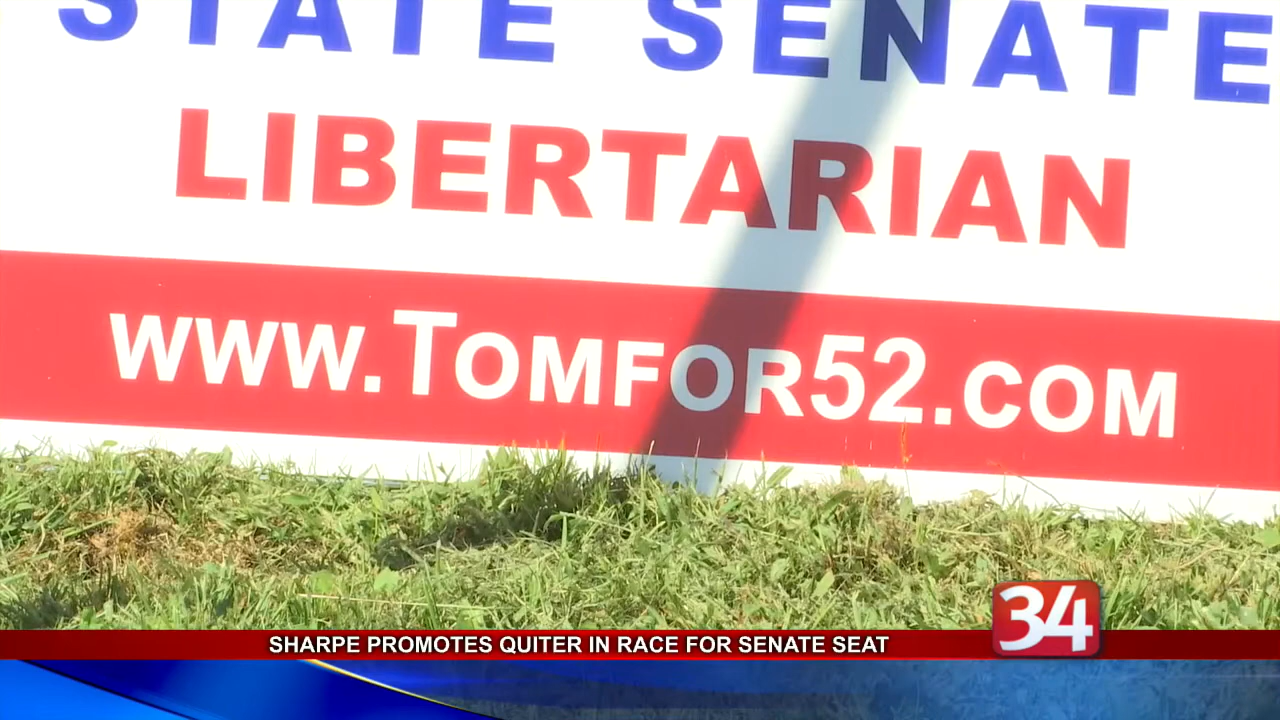 STATE SENATE
LIBERTARIAN
www.TomFor52.com
34
SHARPE PROMOTES QUITER IN RACE FOR SENATE SEAT